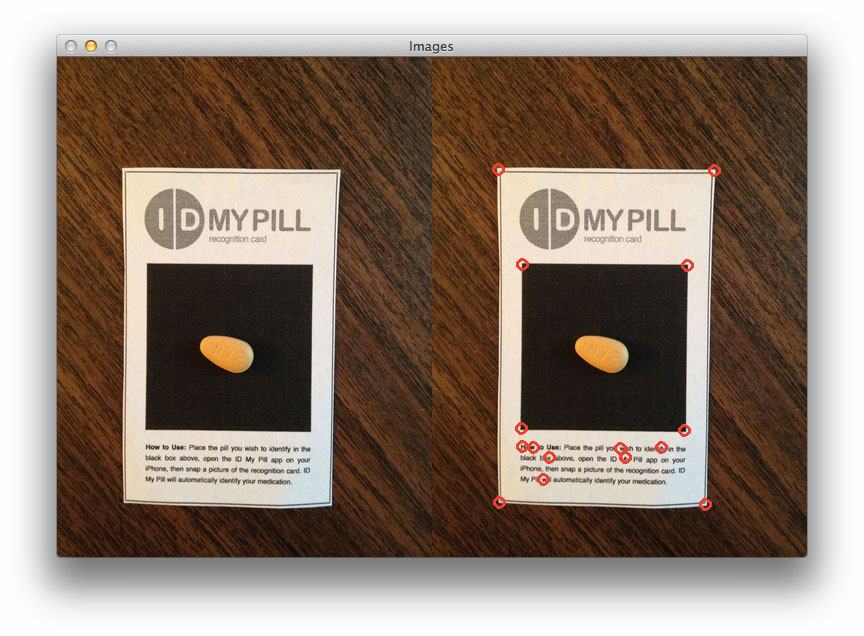 Images
ID MY PILL
recognition card
How to Use: Place the pill you wish to identify in the
black box above, open the ID My Pill app on your
iPhone, then snap a picture of the recognition card. ID
My Pill will automatically identify your medication.
ID MY PILL
recognition card
How to Use: Place the pill you wish to identify in the
black box above, open the ID My Pill app on your
iPhone, then snap a picture of the recognition card. ID
My Pill will automatically identify your medication.